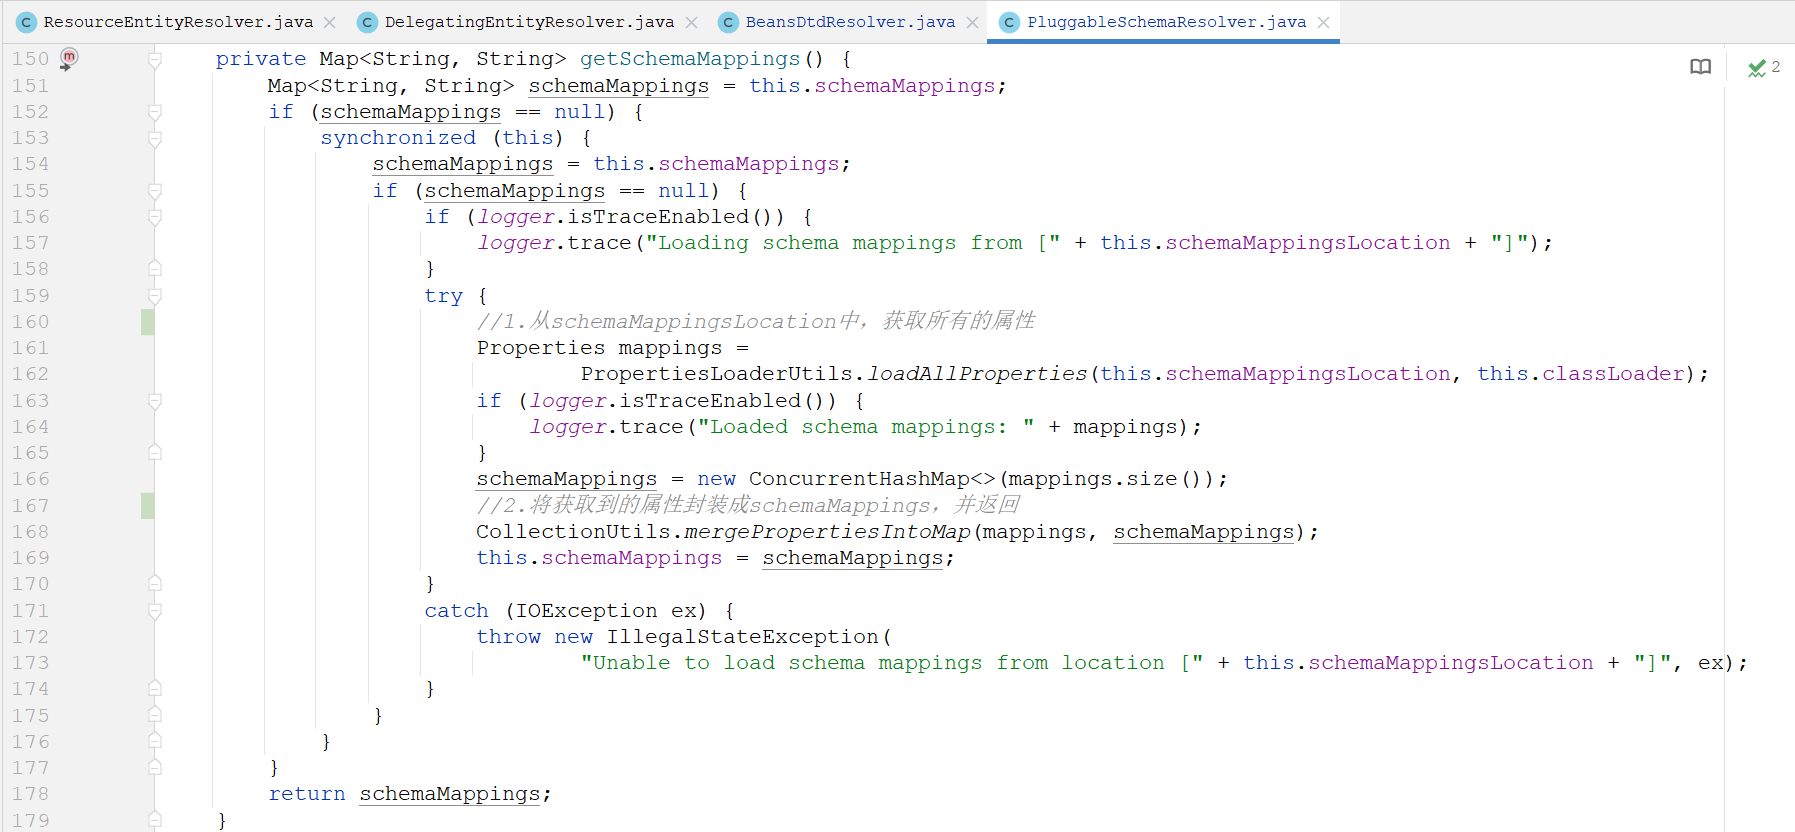 ResourceEntityResolver.java DelegatingEntityResolver.java BeansDtdResolver.java PluggableSchemaResolver.java
150 private Map<String, String> getSchemaMappings() { 2
151 Map<String, String> schemaMappings = this.schemaMappings;
152 if (schemaMappings == null) {
153 synchronized (this) {
154 schemaMappings = this.schemaMappings;
155 if (schemaMappings == null) {
156 if (logger.isTraceEnabled()) {
157 logger.trace("Loading schema mappings from [" + this.schemaMappingsLocation + "]");
158 }
159 try {
160 //1.从schemaMappingsLocation中，获取所有的属性
161 Properties mappings =
162 PropertiesLoaderUtils.loadAllProperties(this.schemaMappingsLocation, this.classLoader);
163 if (logger.isTraceEnabled()) {
164 logger.trace("Loaded schema mappings: " + mappings);
165 }
166 schemaMappings = new ConcurrentHashMap<>(mappings.size());
167 //2.将获取到的属性封装成schemaMappings，并返回
168 CollectionUtils.mergePropertiesIntoMap(mappings, schemaMappings);
169 this.schemaMappings = schemaMappings;
170 }
171 catch (IOException ex) {
172 throw new IllegalStateException(
173 "Unable to load schema mappings from location [" + this.schemaMappingsLocation + "]", ex);
174 }
175 }
176 }
177 }
178 return schemaMappings;
179 }